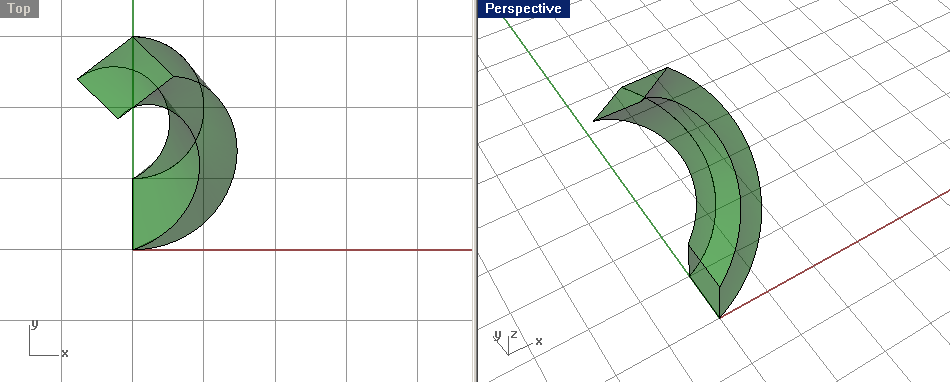 Top
Perspective
y
x
y z x